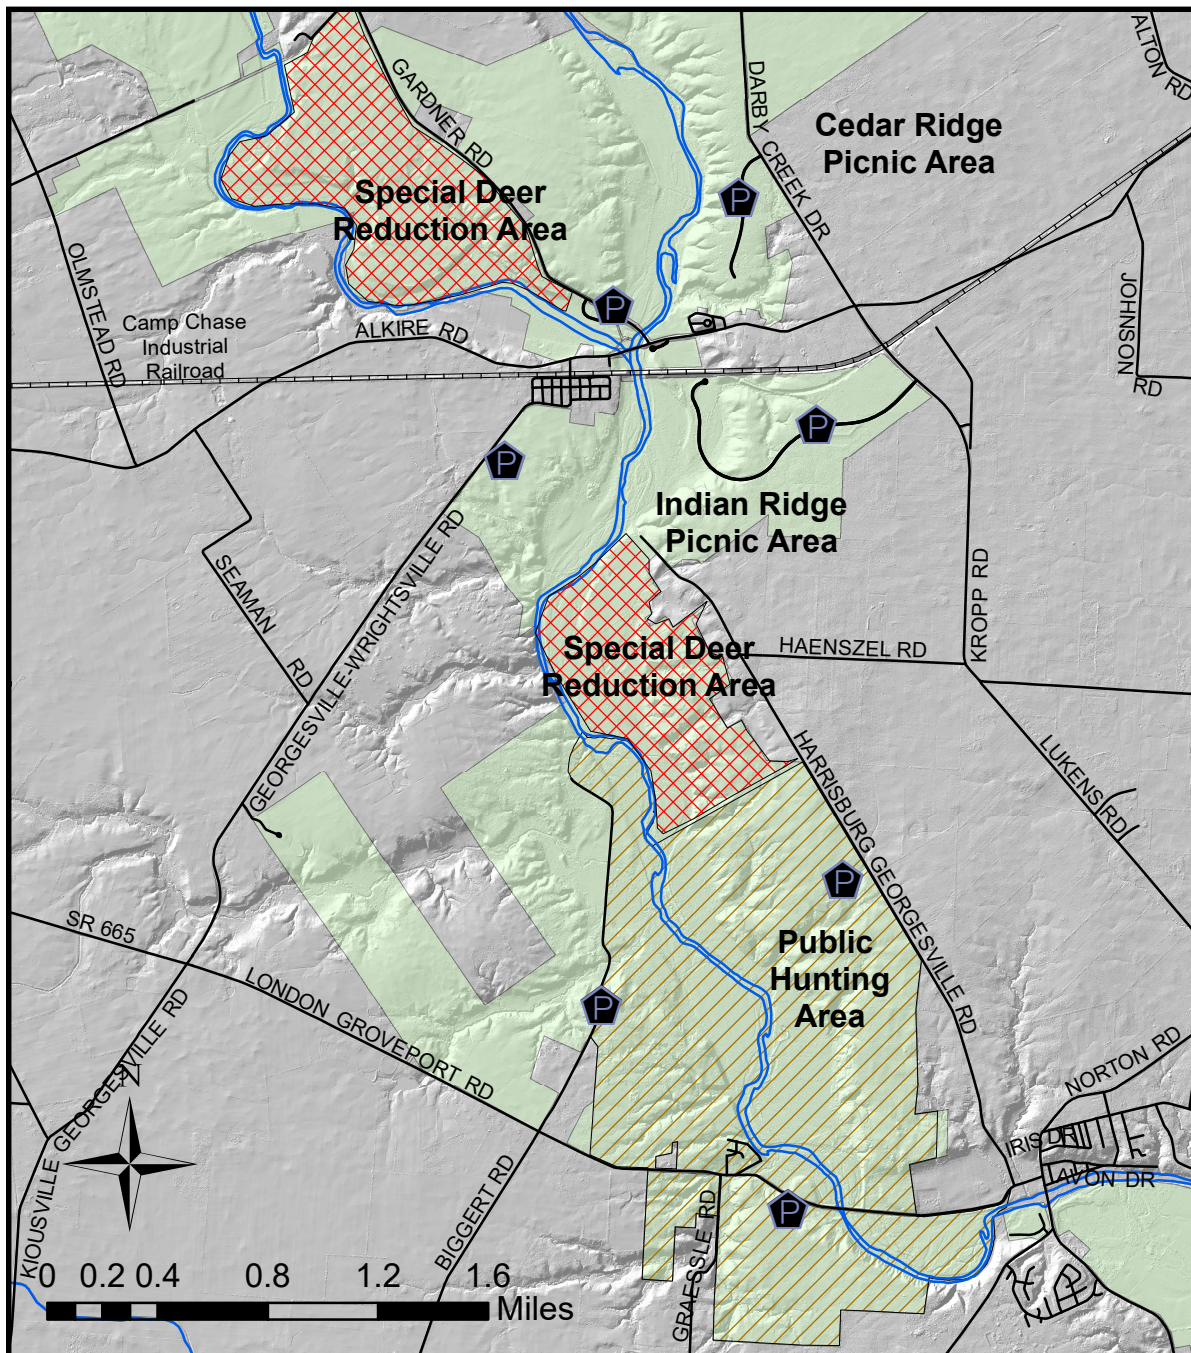 ALTON RD
GARDNER RD
DARBY CREEK DR
Cedar Ridge
Picnic Area
P
Special Deer
Reduction Area
OLMSTEAD RD
P
JOHNSON
RD
Camp Chase
Industrial
Railroad
ALKIRE RD
P
P
Indian Ridge
Picnic Area
GEORGESVILLE-WRIGHTSVILLE RD
SEAMAN
RD
KROPP RD
HAENSZEL RD
Special Deer
Reduction Area
LUKENS RD
HARRISBURG GEORGESVILLE RD
P
SR 665
Public
Hunting
Area
LONDON GROVEPORT RD
P
KIOUSVILLE GEORGESVILLE RD
N
NORTON RD
IRIS DR
AVON DR
BIGGERT RD
GRAESSLE RD
P
0 0.2 0.4 0.8 1.2 1.6
Miles